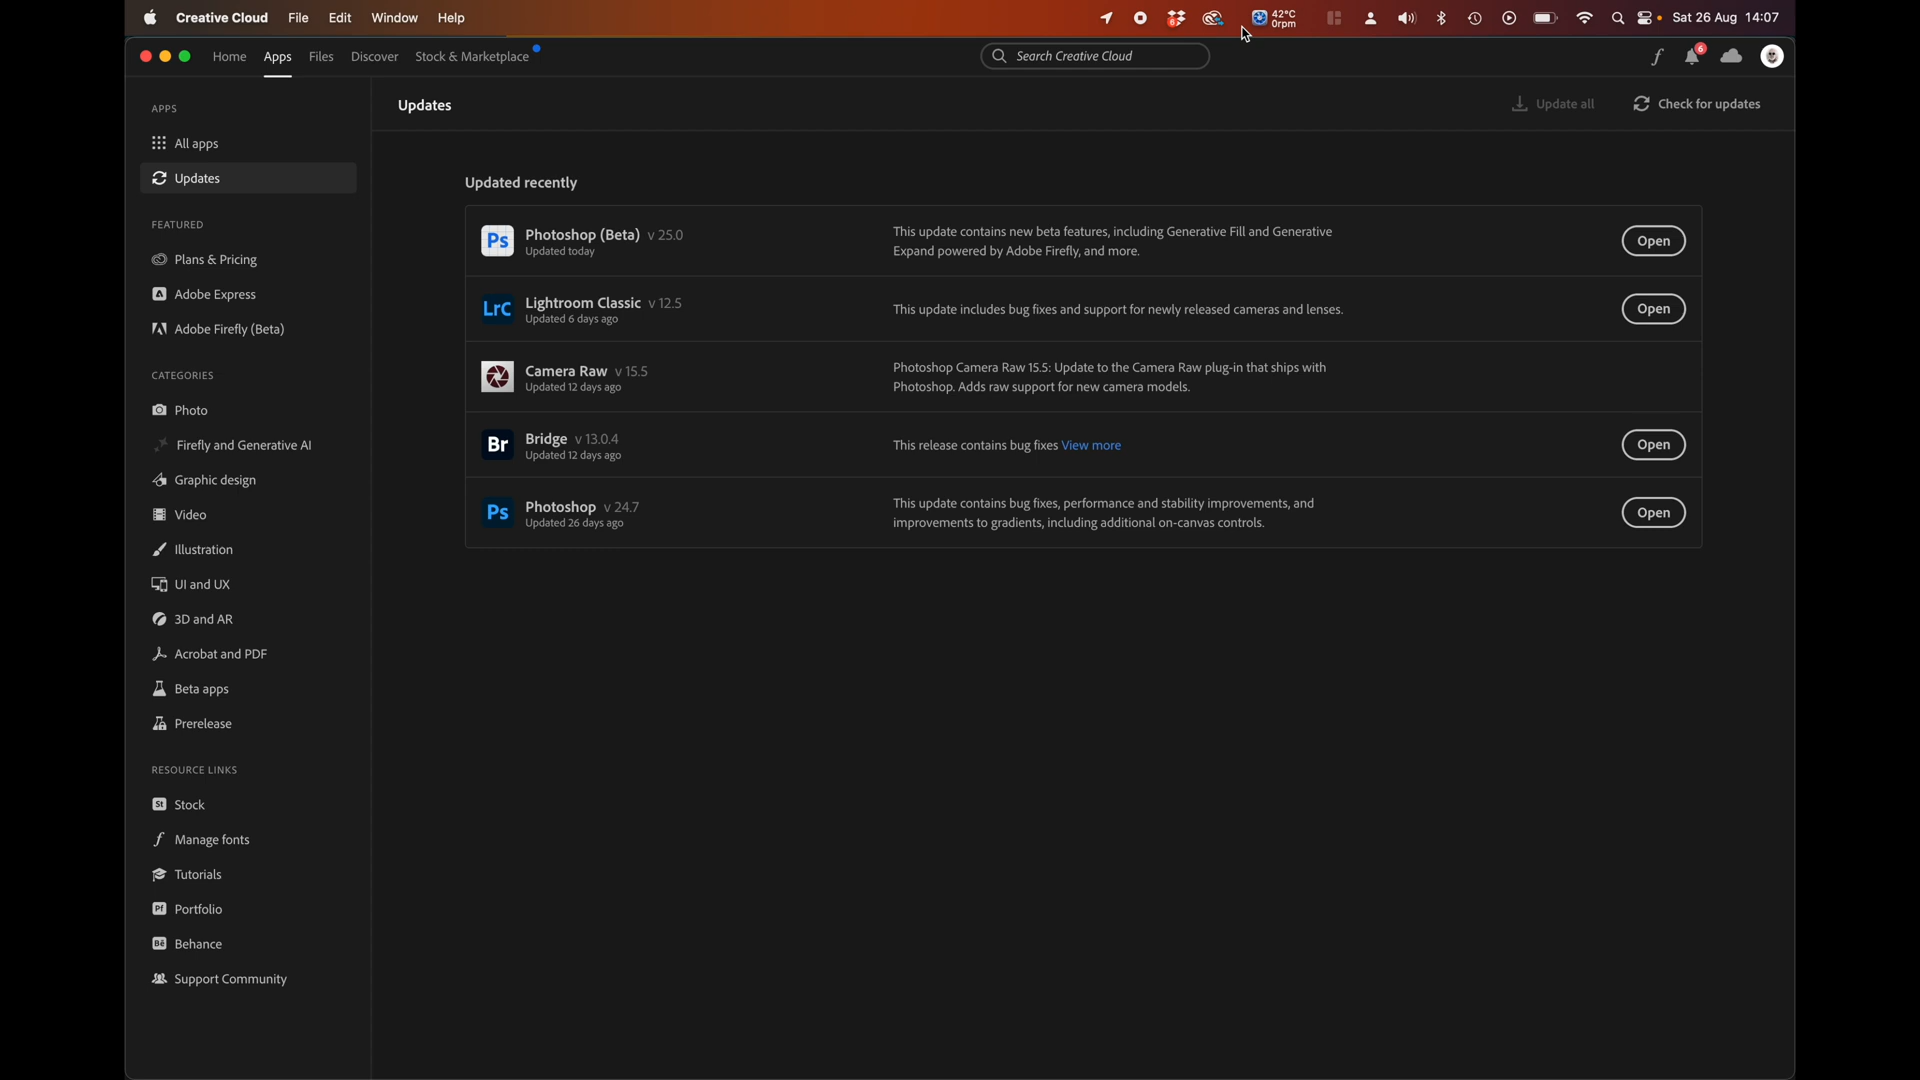 Creative Cloud File Edit Window Help 6 42°C Sat 26 Aug 14:07
0rpm
Home Apps Files Discover Stock & Marketplace Search Creative Cloud 6
APPS
All apps
Updates
FEATURED
Plans & Pricing
Adobe Express
Adobe Firefly (Beta)
CATEGORIES
Photo
Firefly and Generative AI
Graphic design
Video
Illustration
UI and UX
3D and AR
Acrobat and PDF
Beta apps
Prerelease
RESOURCE LINKS
St Stock
Manage fonts
Tutorials
Pf Portfolio
Bē Behance
Support Community
Updates Update all Check for updates
Updated recently
Ps Photoshop (Beta) v 25.0
Updated today
This update contains new beta features, including Generative Fill and Generative
Expand powered by Adobe Firefly, and more.
Open
LrC Lightroom Classic v 12.5
Updated 6 days ago
This update includes bug fixes and support for newly released cameras and lenses.
Open
Camera Raw v 15.5
Updated 12 days ago
Photoshop Camera Raw 15.5: Update to the Camera Raw plug-in that ships with
Photoshop. Adds raw support for new camera models.
Br Bridge v 13.0.4
Updated 12 days ago
This release contains bug fixes View more
Open
Ps Photoshop v 24.7
Updated 26 days ago
This update contains bug fixes, performance and stability improvements, and
improvements to gradients, including additional on-canvas controls.
Open